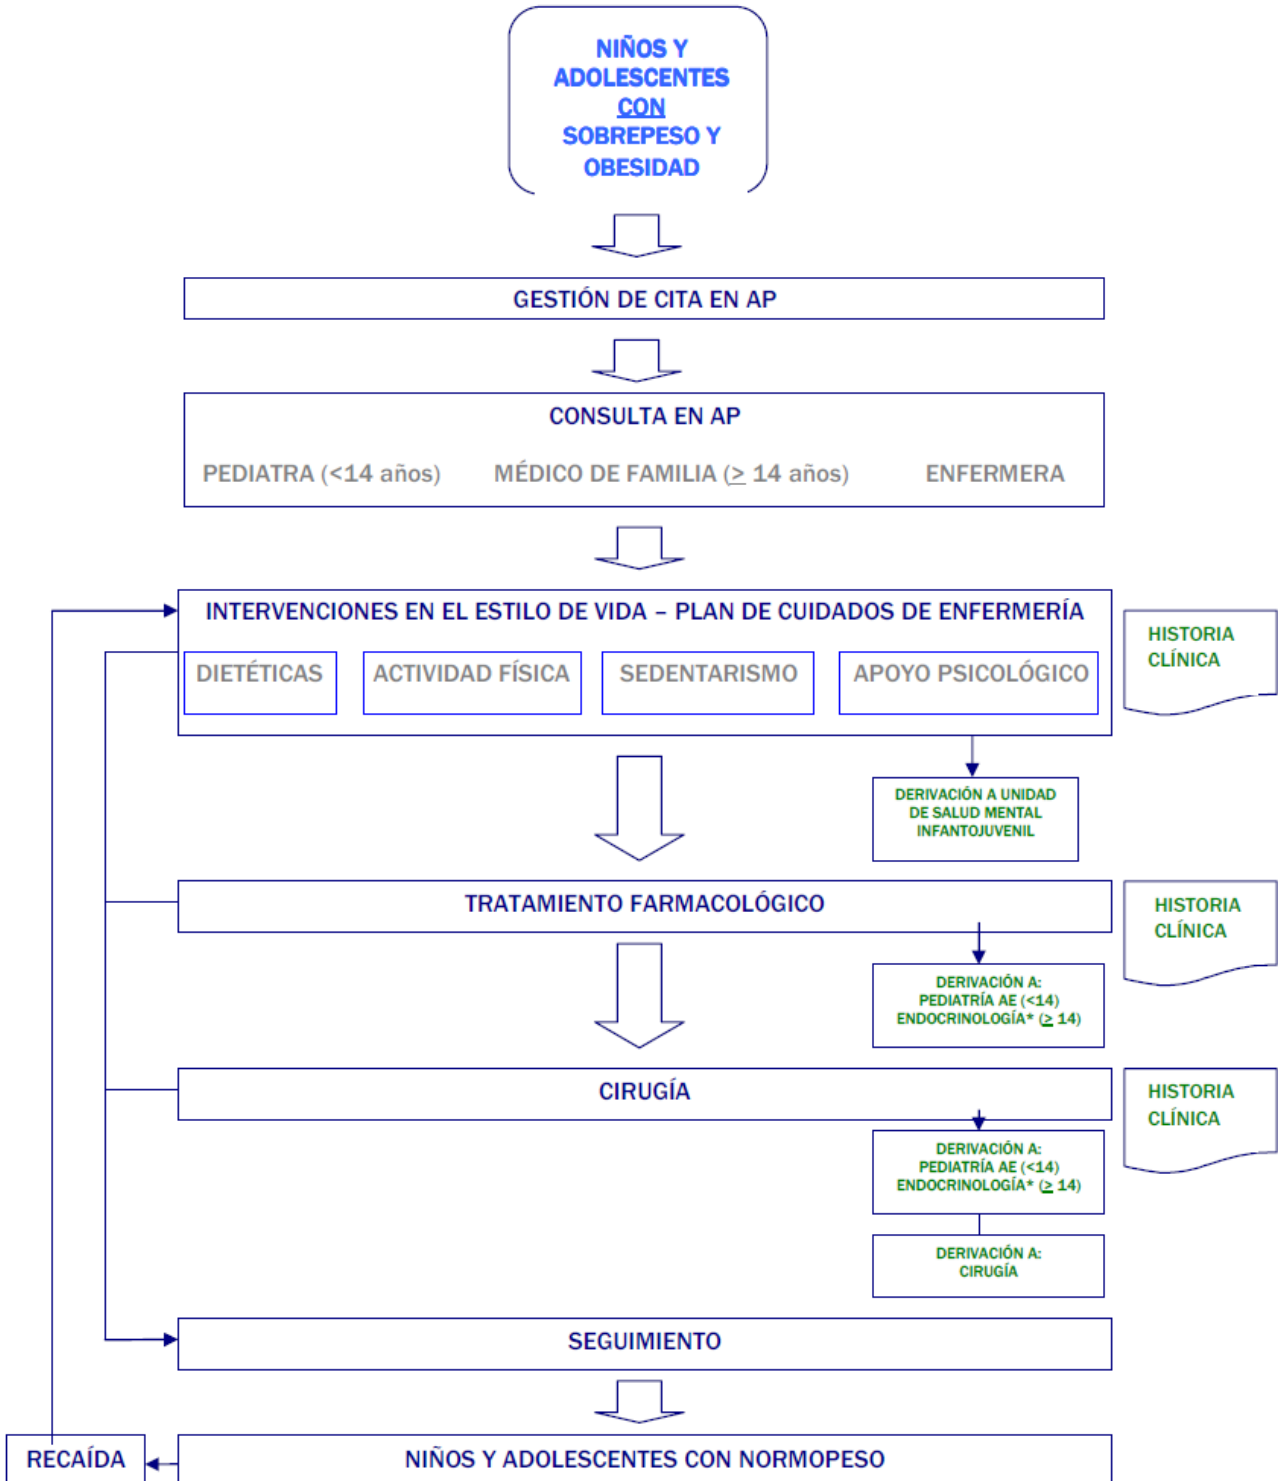 NIÑOS Y
ADOLESCENTES
CON
SOBREPESO Y
OBESIDAD
GESTIÓN DE CITA EN AP
CONSULTA EN AP
PEDIATRA (<14 años) MÉDICO DE FAMILIA (≥ 14 años) ENFERMERA
INTERVENCIONES EN EL ESTILO DE VIDA – PLAN DE CUIDADOS DE ENFERMERÍA
DIETÉTICAS ACTIVIDAD FÍSICA SEDENTARISMO APOYO PSICOLÓGICO
HISTORIA
CLÍNICA
DERIVACIÓN A UNIDAD
DE SALUD MENTAL
INFANTOJUVENIL
TRATAMIENTO FARMACOLÓGICO
HISTORIA
CLÍNICA
DERIVACIÓN A:
PEDIATRÍA AE (<14)
ENDOCRINOLOGÍA* (≥ 14)
CIRUGÍA
HISTORIA
CLÍNICA
DERIVACIÓN A:
PEDIATRÍA AE (<14)
ENDOCRINOLOGÍA* (≥ 14)
DERIVACIÓN A:
CIRUGÍA
SEGUIMIENTO
RECAÍDA
NIÑOS Y ADOLESCENTES CON NORMOPESO